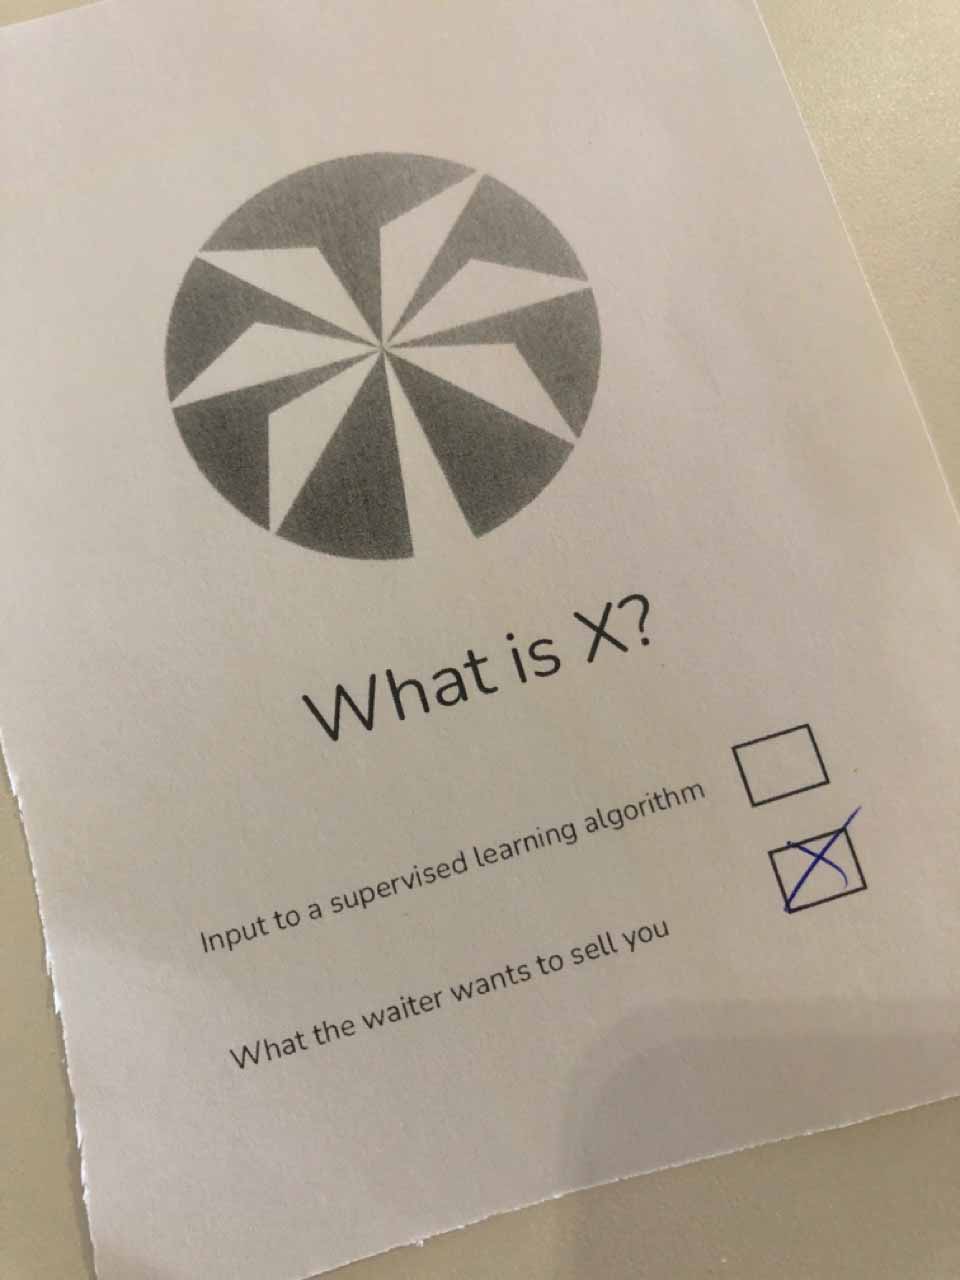 What is X?
Input to a supervised learning algorithm
What the waiter wants to sell you